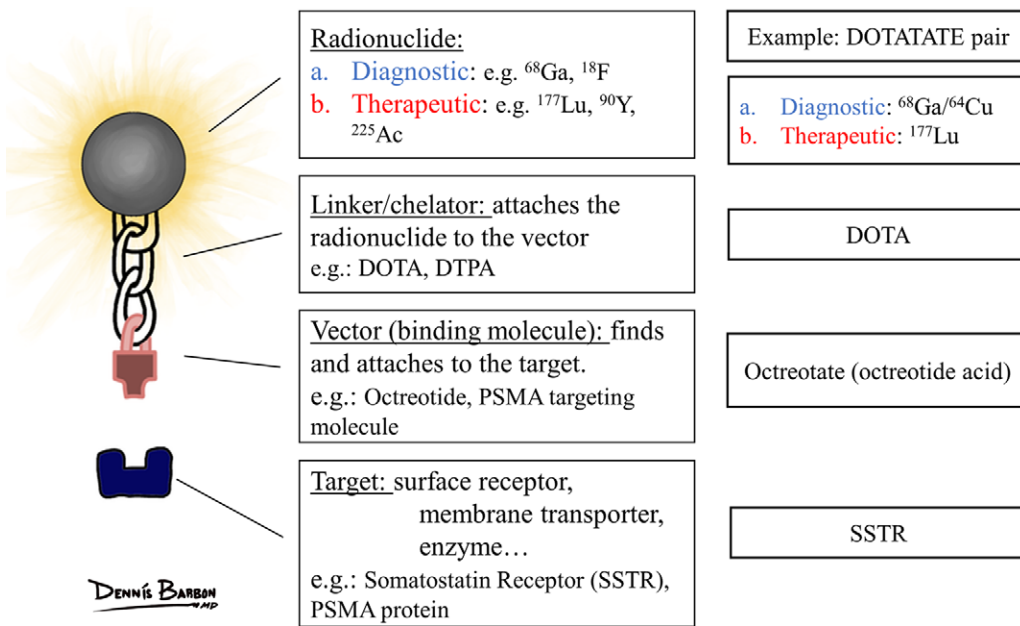 Radionuclide:
a. Diagnostic: e.g. ⁶⁸Ga, ¹⁸F
b. Therapeutic: e.g. ¹⁷⁷Lu, ⁹⁰Y,
²²⁵Ac
Example: DOTATATE pair
a. Diagnostic: ⁶⁸Ga/⁶⁴Cu
b. Therapeutic: ¹⁷⁷Lu
Linker/chelator: attaches the
radionuclide to the vector
e.g.: DOTA, DTPA
DOTA
Vector (binding molecule): finds
and attaches to the target.
e.g.: Octreotide, PSMA targeting
molecule
Octreotate (octreotide acid)
Target: surface receptor,
membrane transporter,
enzyme…
e.g.: Somatostatin Receptor (SSTR),
PSMA protein
SSTR
DENNIS BARBON
MD